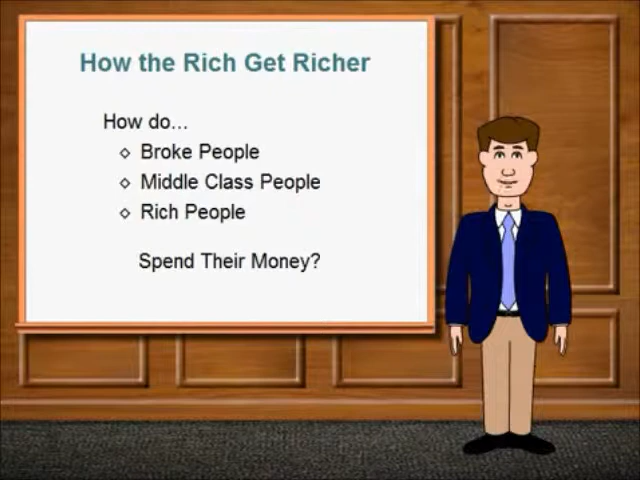 How the Rich Get Richer
How do...
Broke People
Middle Class People
Rich People
Spend Their Money?